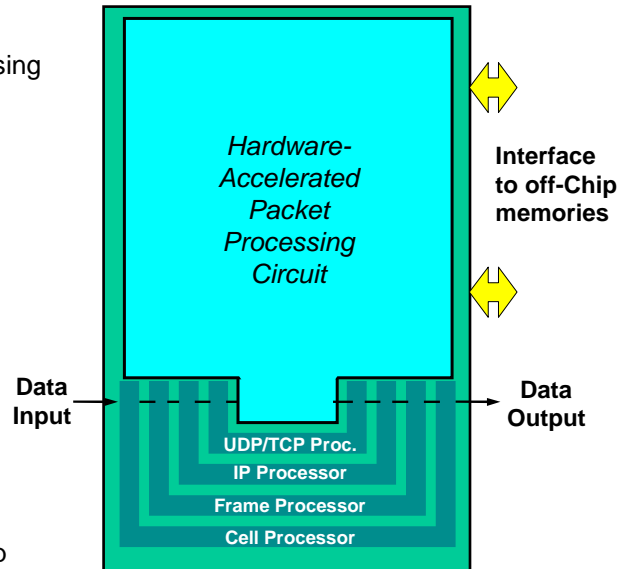 sing
Hardware-
Accelerated
Packet
Processing
Circuit
Interface
to off-Chip
memories
Data
Input
Data
Output
UDP/TCP Proc.
IP Processor
Frame Processor
Cell Processor
o